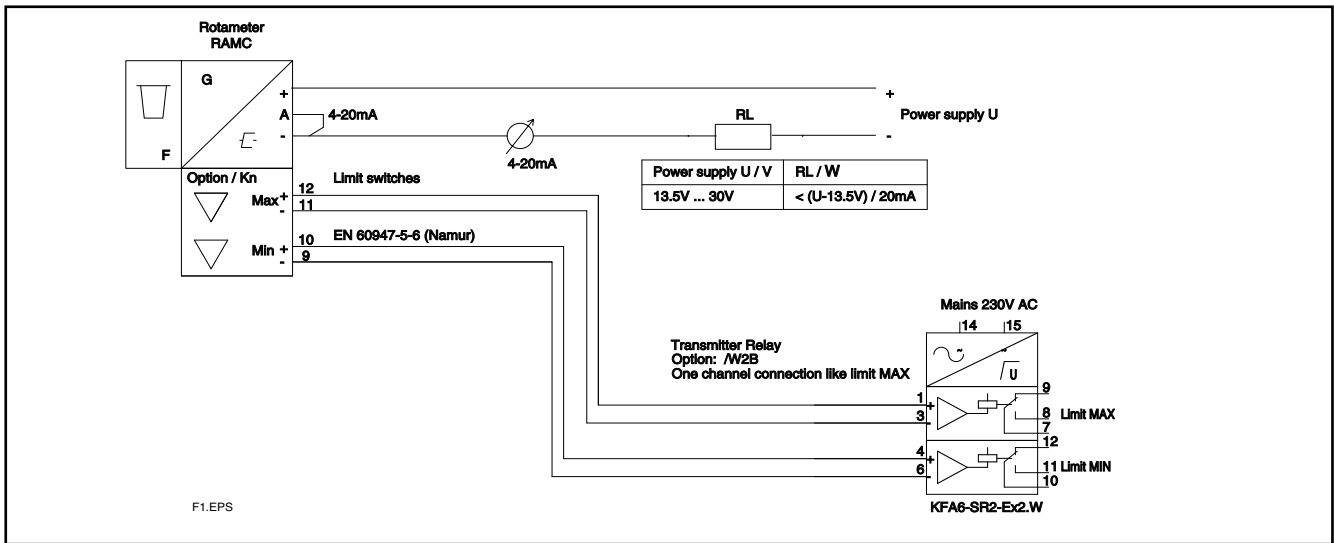 Rotameter
RAMC
G
+
A
4-20mA
-
F
4-20mA
RL
+
Power supply U
-
Power supply U / V RL / W
13.5V ... 30V < (U-13.5V) / 20mA
Option / Kn
Limit switches
Max + 12
- 11
Min + 10
- 9
EN 60947-5-6 (Namur)
Mains 230V AC
14 15
~
U
Transmitter Relay
Option: /W2B
One channel connection like limit MAX
1 + 9
8 Limit MAX
3 - 7
4 + 12
11 Limit MIN
6 - 10
KFA6-SR2-Ex2.W
F1.EPS